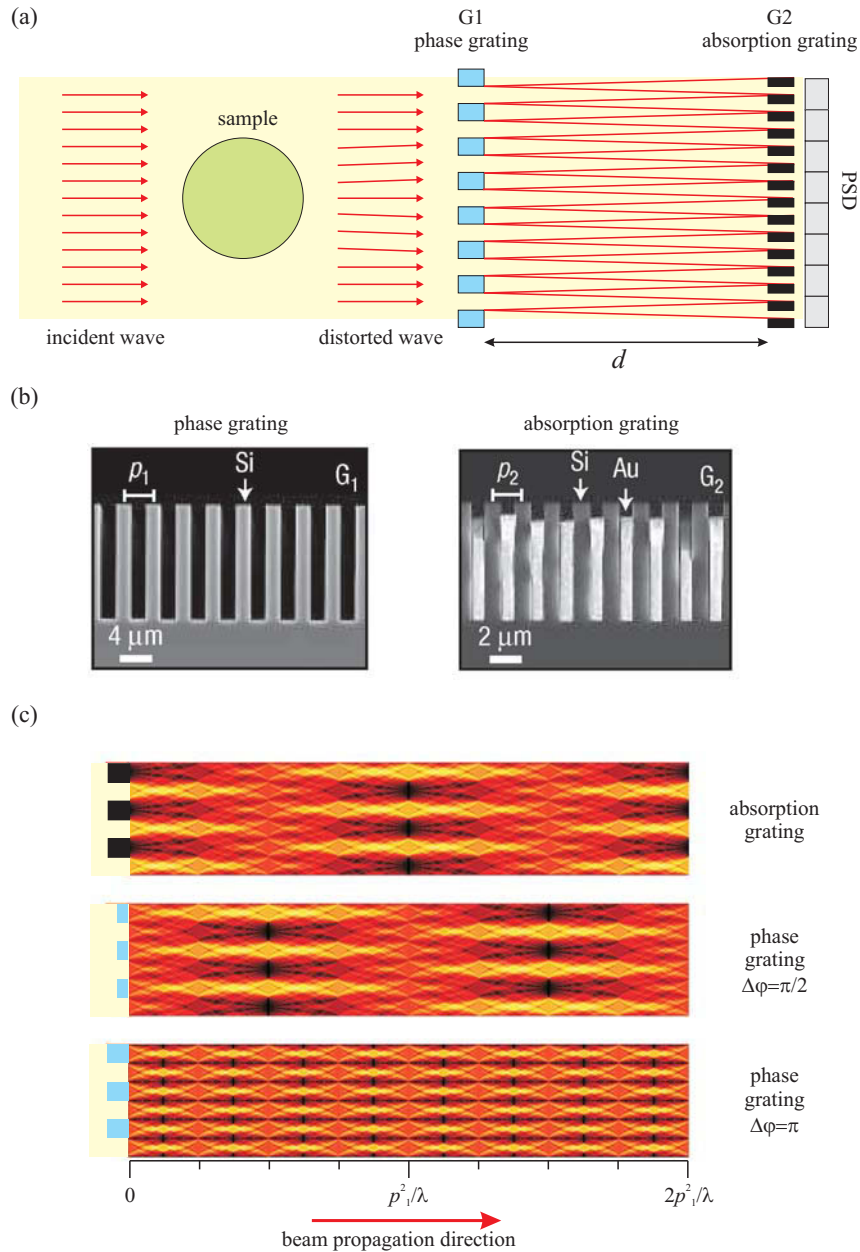 (a)
G1
phase grating
G2
absorption grating
sample
PSD
incident wave
distorted wave
d
(b)
phase grating
absorption grating
p₁
Si
G₁
4 μm
p₂
Si
Au
G₂
2 μm
(c)
absorption
grating
phase
grating
Δφ=π/2
phase
grating
Δφ=π
0
p²₁/λ
2p²₁/λ
beam propagation direction